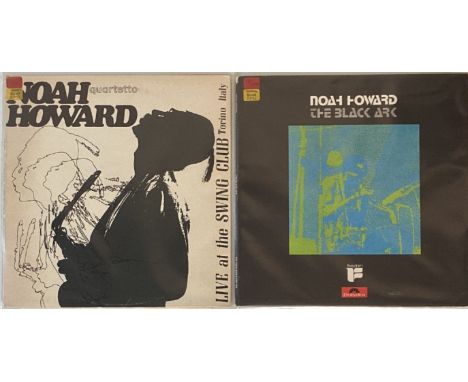 NOAH
quartetto
HOWARD
LIVE at the SWING CLUB Torino Italy
NOAH HOWARD
THE BLACK ARK